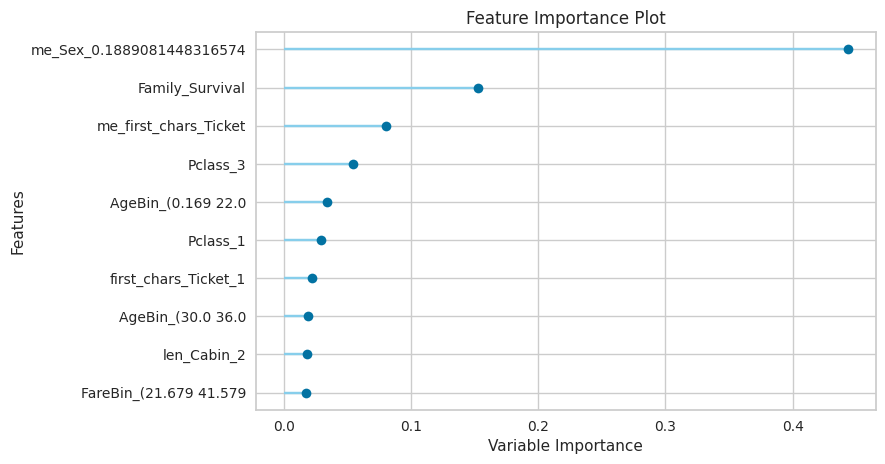 Feature Importance Plot
me_Sex_0.1889081448316574
Family_Survival
me_first_chars_Ticket
Pclass_3
AgeBin_(0.169 22.0
Pclass_1
first_chars_Ticket_1
AgeBin_(30.0 36.0
len_Cabin_2
FareBin_(21.679 41.579
Features
0.0 0.1 0.2 0.3 0.4
Variable Importance